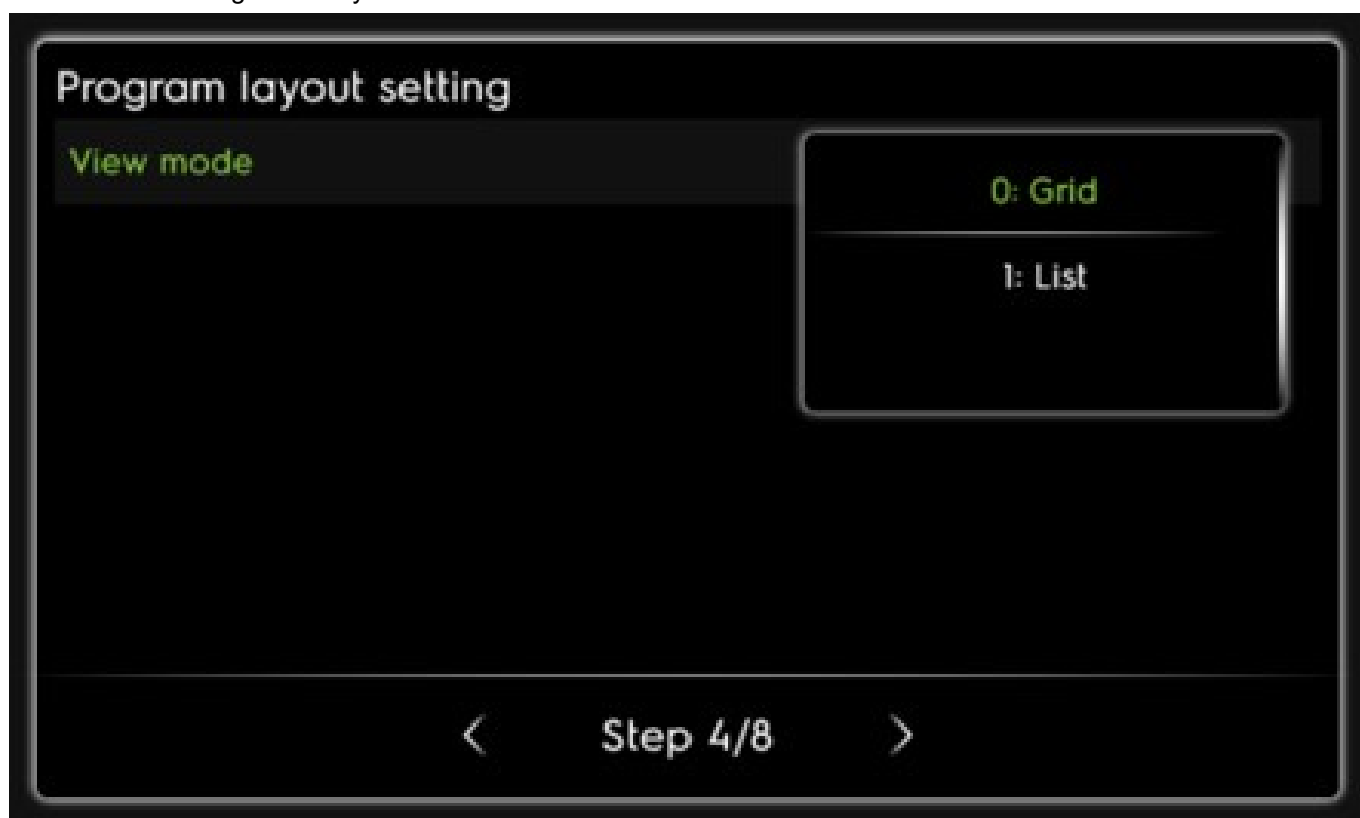 Program layout setting
View mode
0: Grid
1: List
< Step 4/8 >